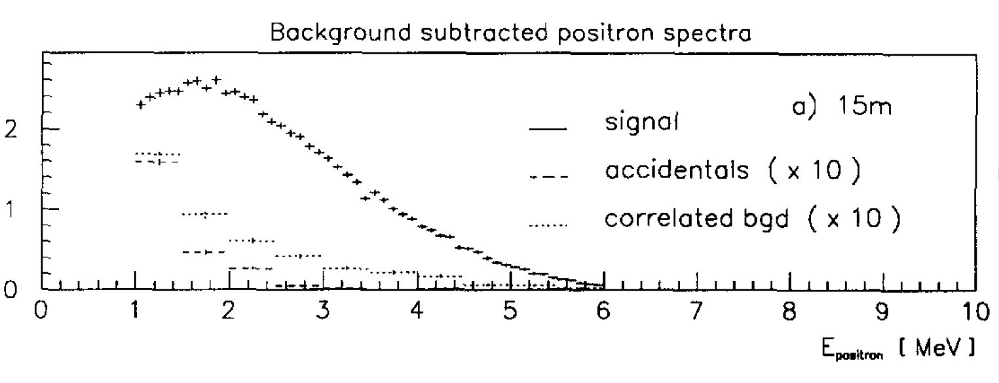 Background subtracted positron spectra
a) 15m
2
signal
accidentals ( x 10 )
1
correlated bgd ( x 10 )
0
0 1 2 3 4 5 6 7 8 9 10
E positron [ MeV ]